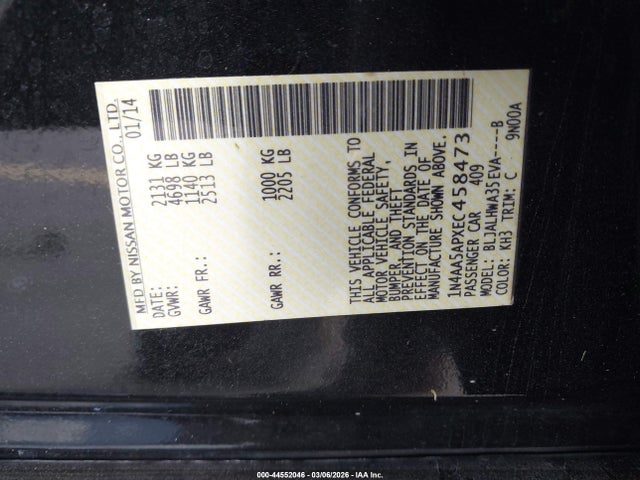 MFD BY NISSAN MOTOR CO., LTD.
DATE: 01/14
GVWR: 2131 KG
4698 LB
GAWR FR.: 1140 KG
2513 LB
GAWR RR.: 1000 KG
2205 LB
THIS VEHICLE CONFORMS TO
ALL APPLICABLE FEDERAL
MOTOR VEHICLE SAFETY,
BUMPER, AND THEFT
PREVENTION STANDARDS IN
EFFECT ON THE DATE OF
MANUFACTURE SHOWN ABOVE.
1N4AA5APXEC458473
PASSENGER CAR 409
MODEL: BLJALHWA35EVA----B
COLOR: KH3 TRIM: C 9N00A
000-44552046 - 03/06/2026 - IAA Inc.